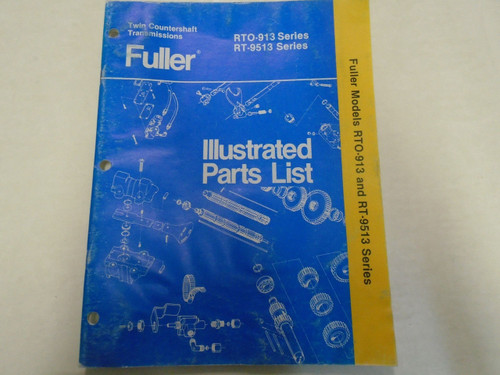 Twin Countershaft
Transmissions
Fuller®
RTO-913 Series
RT-9513 Series
Illustrated
Parts List
Fuller Models RTO-913 and RT-9513 Series